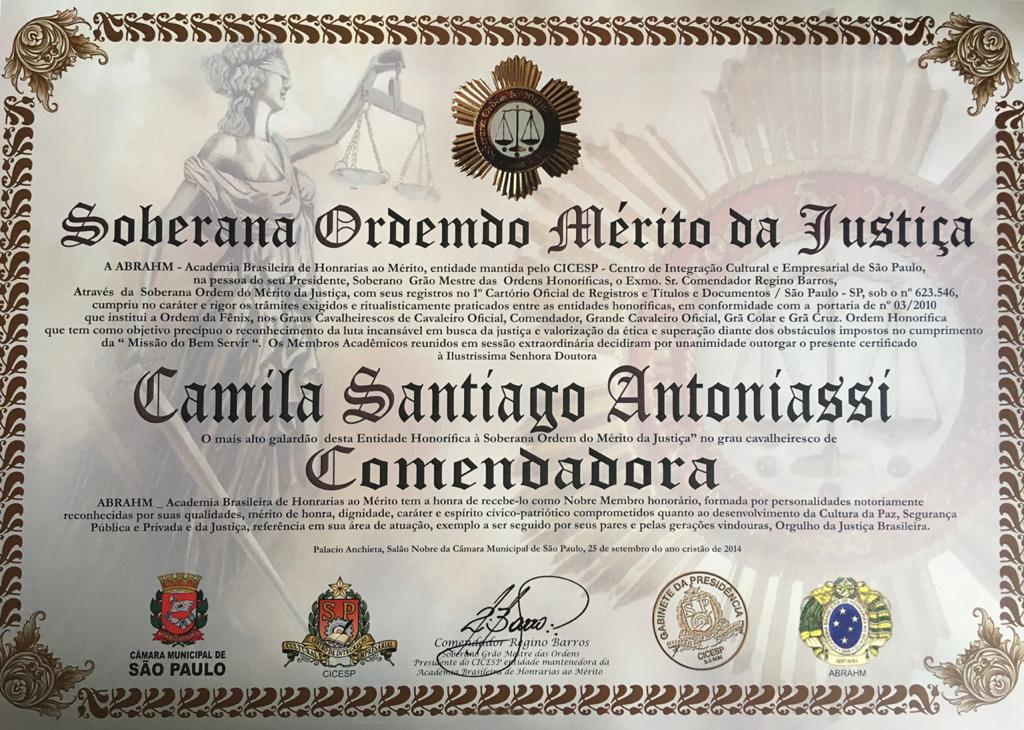 Soberana Ordemdo Mérito da Justiça
A ABRAHM - Academia Brasileira de Honrarias ao Mérito, entidade mantida pelo CICESP - Centro de Integração Cultural e Empresarial de São Paulo,
na pessoa do seu Presidente, Soberano Grão Mestre das Ordens Honoríficas, o Exmo. Sr. Comendador Regino Barros,
Através da Soberana Ordem do Mérito da Justiça, com seus registros no 1º Cartório Oficial de Registros e Títulos e Documentos / São Paulo - SP, sob o nº 623.546,
cumpriu no caráter e rigor os trâmites exigidos e ritualisticamente praticados entre as entidades honoríficas, em conformidade com a portaria de nº 03/2010
que institui a Ordem da Fênix, nos Graus Cavalheirescos de Cavaleiro Oficial, Comendador, Grande Cavaleiro Oficial, Grã Colar e Grã Cruz. Ordem Honorífica
que tem como objetivo precípuo o reconhecimento da luta incansável em busca da justiça e valorização da ética e superação diante dos obstáculos impostos no cumprimento
da “ Missão do Bem Servir “. Os Membros Acadêmicos reunidos em sessão extraordinária decidiram por unanimidade outorgar o presente certificado
à Ilustríssima Senhora Doutora
Camila Santiago Antoniassi
O mais alto galardão desta Entidade Honorífica à Soberana Ordem do Mérito da Justiça” no grau cavalheiresco de
Comendadora
ABRAHM _ Academia Brasileira de Honrarias ao Mérito tem a honra de recebe-lo como Nobre Membro honorário, formada por personalidades notoriamente
reconhecidas por suas qualidades, mérito de honra, dignidade, caráter e espírito cívico-patriótico comprometidos quanto ao desenvolvimento da Cultura da Paz, Segurança
Pública e Privada e da Justiça, referência em sua área de atuação, exemplo a ser seguido por seus pares e pelas gerações vindouras, Orgulho da Justiça Brasileira.
Palacio Anchieta, Salão Nobre da Câmara Municipal de São Paulo, 25 de setembro do ano cristão de 2014
CÂMARA MUNICIPAL DE
SÃO PAULO
S.P
CICESP
Comendador Regino Barros
Soberano Grão Mestre das Ordens
Presidente do CICESP entidade mantenedora da
Academia Brasileira de Honrarias ao Mérito
GABINETE DA PRESIDÊNCIA
CICESP
ABRAHM